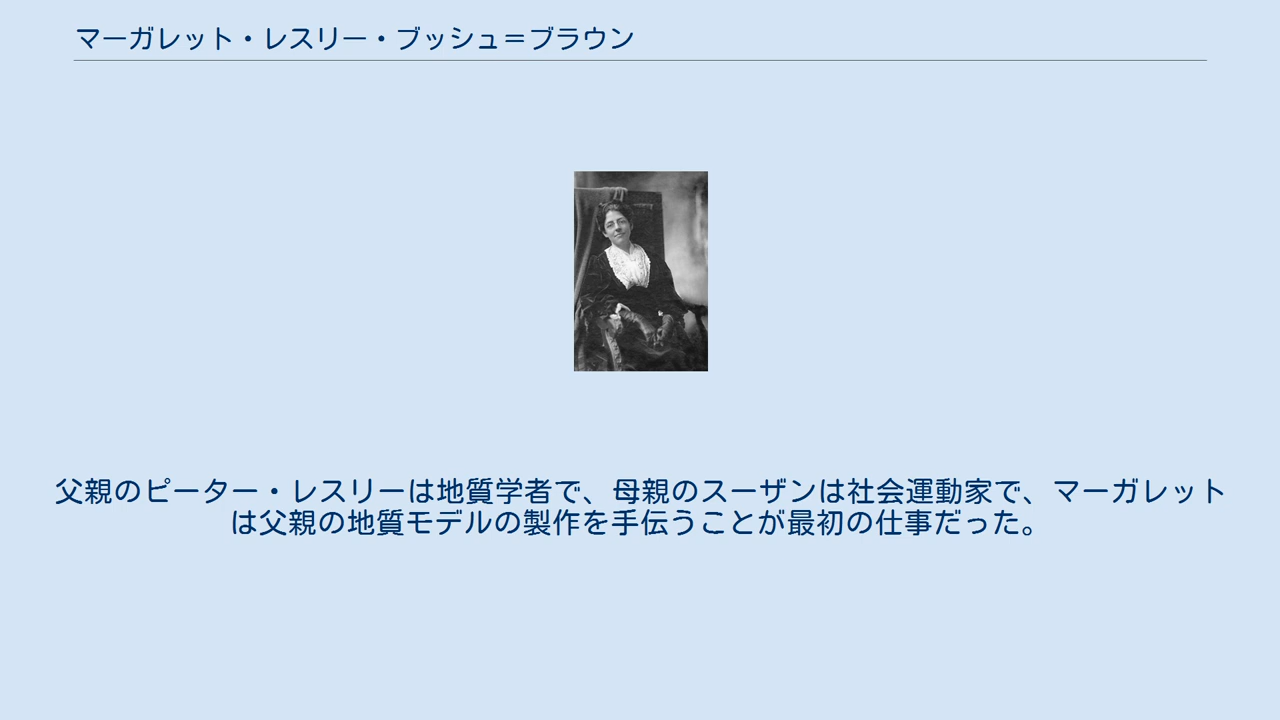 マーガレット・レスリー・ブッシュ＝ブラウン
父親のピーター・レスリーは地質学者で、母親のスーザンは社会運動家で、マーガレット
は父親の地質モデルの製作を手伝うことが最初の仕事だった。